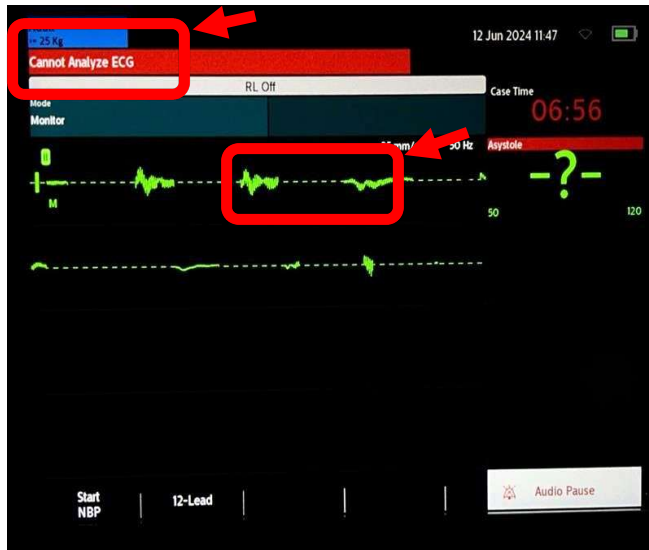 >= 25 Kg
12 Jun 2024 11:47
Cannot Analyze ECG
RL Off
Case Time
06:56
Mode
Monitor
50 Hz
Asystole
-?-
II
M
50
120
Start
NBP
12-Lead
Audio Pause